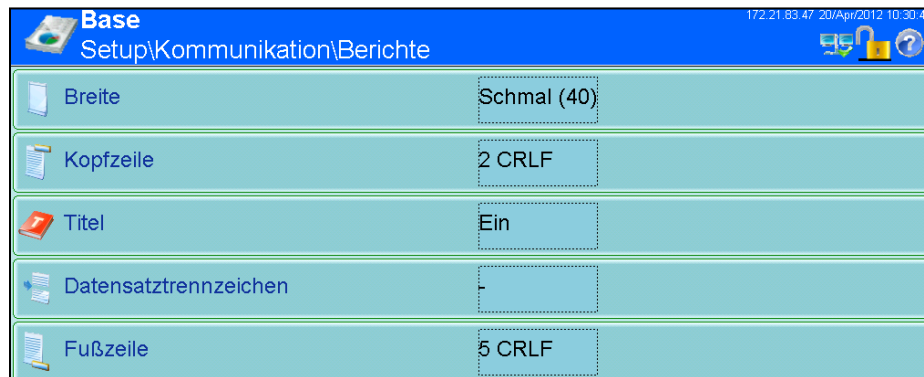 Base
172.21.83.47 20/Apr/2012 10:30:4
Setup\Kommunikation\Berichte
Breite Schmal (40)
Kopfzeile 2 CRLF
Titel Ein
Datensatztrennzeichen -
Fußzeile 5 CRLF